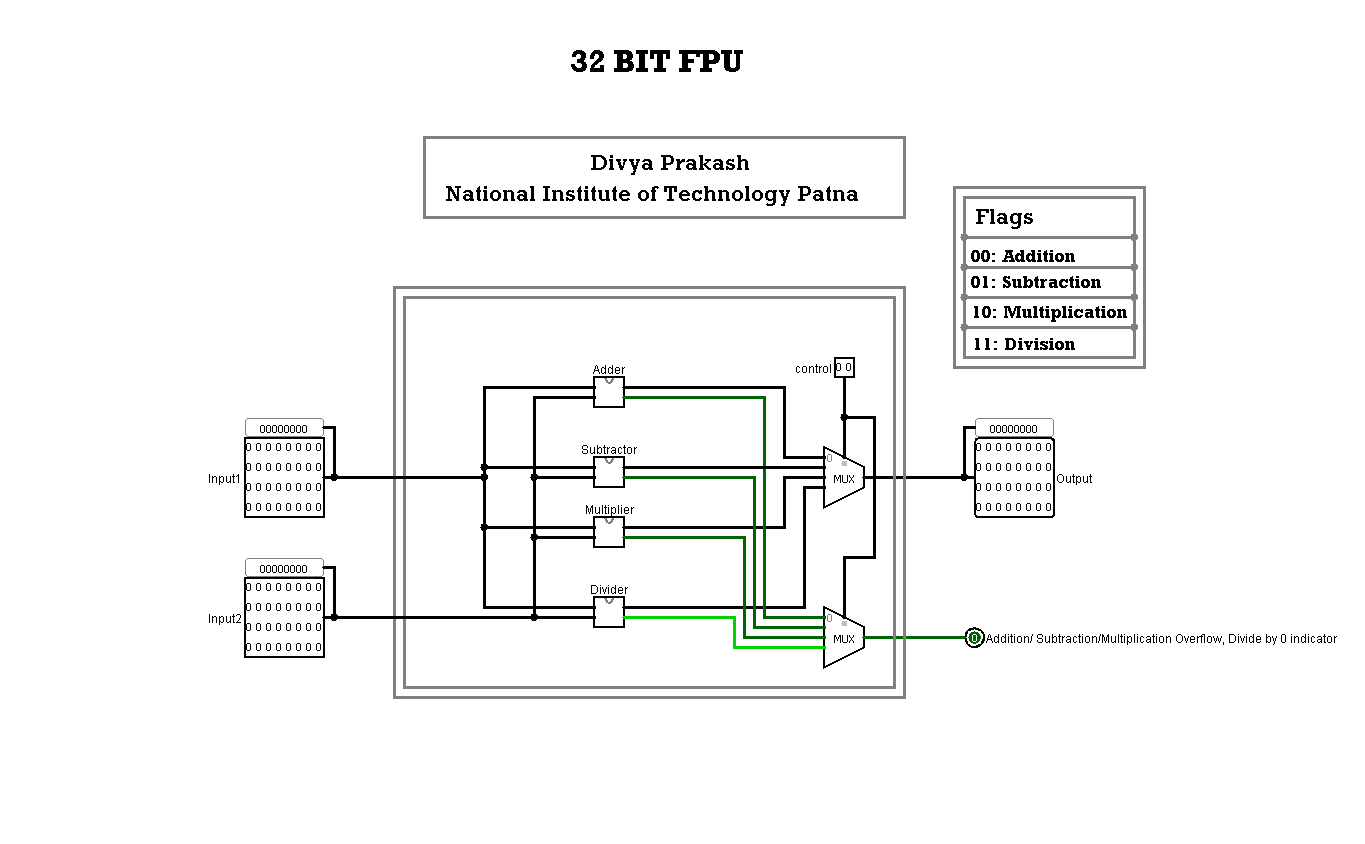 32 BIT FPU
Divya Prakash
National Institute of Technology Patna
Flags
00: Addition
01: Subtraction
10: Multiplication
11: Division
control 0 0
Adder
Subtractor
Multiplier
Divider
00000000
0 0 0 0 0 0 0 0
0 0 0 0 0 0 0 0
Input1
0 0 0 0 0 0 0 0
0 0 0 0 0 0 0 0
00000000
0 0 0 0 0 0 0 0
0 0 0 0 0 0 0 0
Input2
0 0 0 0 0 0 0 0
0 0 0 0 0 0 0 0
0
MUX
0
MUX
00000000
0 0 0 0 0 0 0 0
0 0 0 0 0 0 0 0
Output
0 0 0 0 0 0 0 0
0 0 0 0 0 0 0 0
0 Addition/ Subtraction/Multiplication Overflow, Divide by 0 indicator